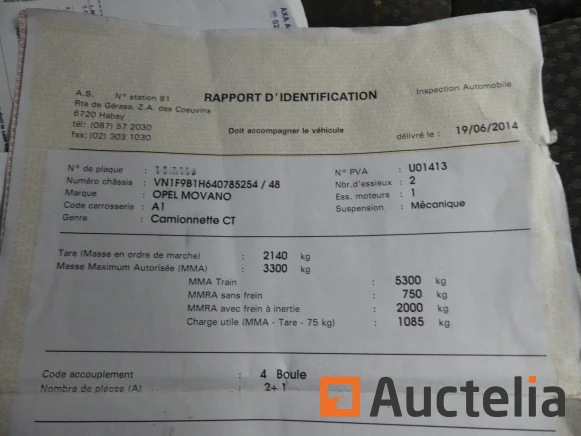 AXA A
A.S. N° station 81
Rte de Gérasa, Z.A. des Coeuvins
6720 Habay
tél: (087) 57 2030
fax: (02) 303 1030
RAPPORT D'IDENTIFICATION
Inspection Automobile
Doit accompagner le véhicule
délivré le : 19/06/2014
N° de plaque :
Numéro châssis : VN1F9B1H640785254 / 48
Marque : OPEL MOVANO
Code carrosserie : A1
Genre : Camionnette CT
N° PVA : U01413
Nbr.d'essieux : 2
Ess. moteurs : 1
Suspension : Mécanique
Tare (Masse en ordre de marche) : 2140 kg
Masse Maximum Autorisée (MMA) : 3300 kg
MMA Train : 5300 kg
MMRA sans frein : 750 kg
MMRA avec frein à inertie : 2000 kg
Charge utile (MMA - Tare - 75 kg) : 1085 kg
Code accouplement : 4 Boule
Nombre de places (A) : 2+1
Auctelia